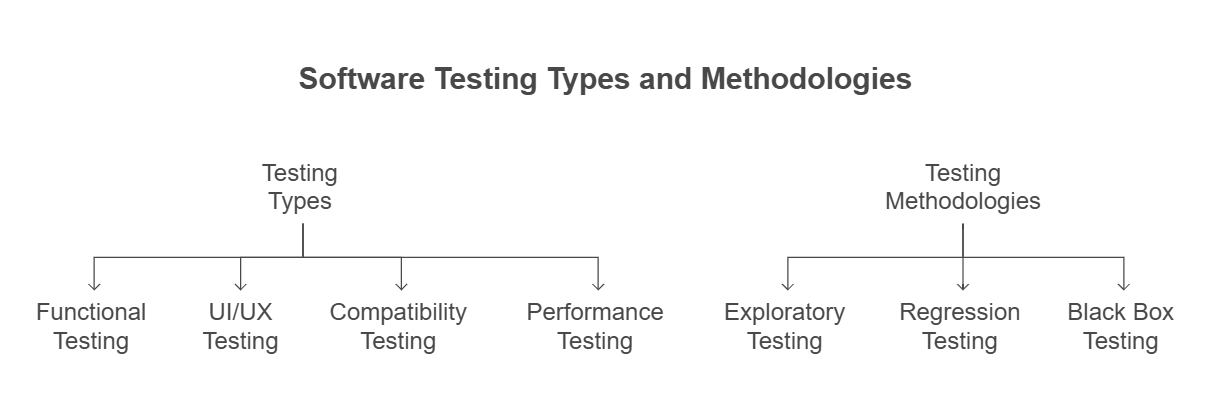 Software Testing Types and Methodologies
Testing
Types
Testing
Methodologies
Functional
Testing
UI/UX
Testing
Compatibility
Testing
Performance
Testing
Exploratory
Testing
Regression
Testing
Black Box
Testing